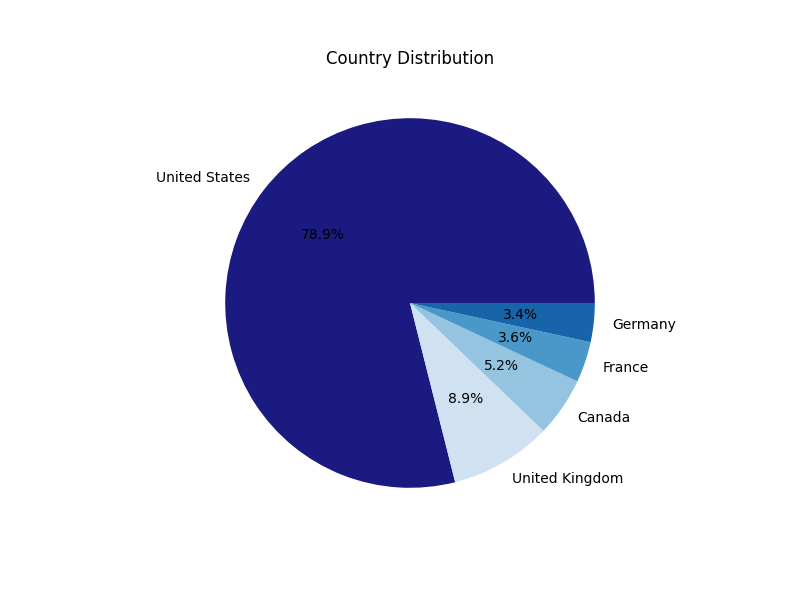 Country Distribution
United States
78.9%
3.4%
Germany
3.6%
France
5.2%
Canada
8.9%
United Kingdom